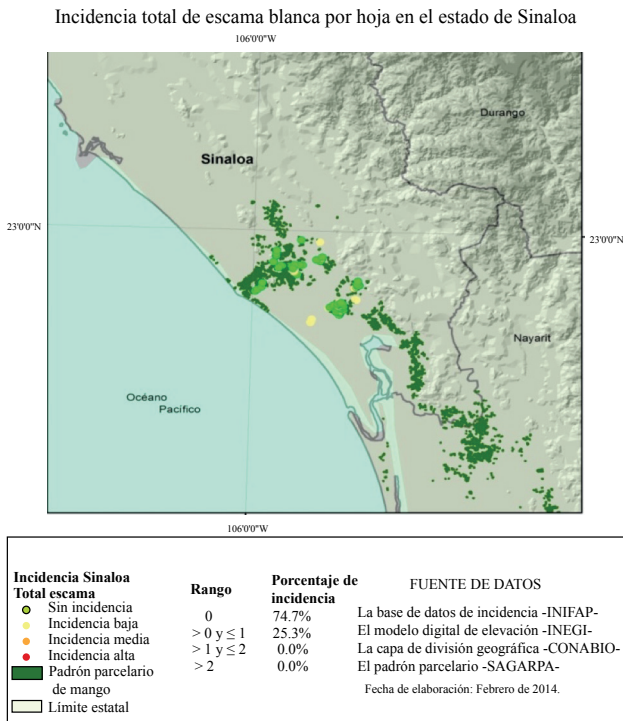 Incidencia total de escama blanca por hoja en el estado de Sinaloa
106'0'0"W
Durango
Sinaloa
23'0'0"N
23'0'0"N
Nayarit
Océano
Pacífico
106'0'0"W
Incidencia Sinaloa
Total escama
Sin incidencia
Incidencia baja
Incidencia media
Incidencia alta
Padrón parcelario
de mango
Límite estatal
Rango
0
> 0 y ≤ 1
> 1 y ≤ 2
> 2
Porcentaje de
incidencia
74.7%
25.3%
0.0%
0.0%
FUENTE DE DATOS
La base de datos de incidencia -INIFAP-
El modelo digital de elevación -INEGI-
La capa de división geográfica -CONABIO-
El padrón parcelario -SAGARPA-
Fecha de elaboración: Febrero de 2014.